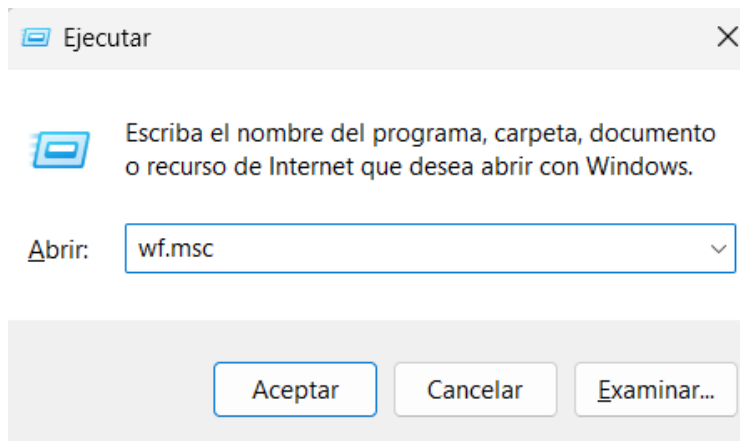 Ejecutar
Escriba el nombre del programa, carpeta, documento
o recurso de Internet que desea abrir con Windows.
Abrir:
wf.msc
Aceptar
Cancelar
Examinar...